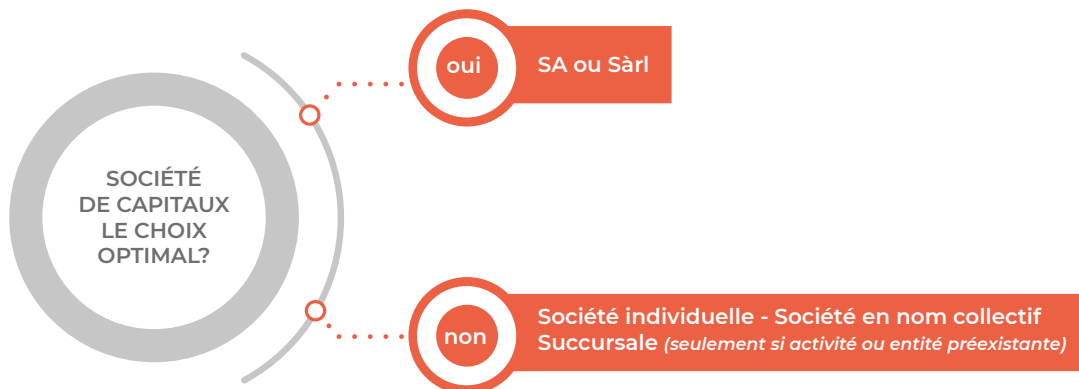 SOCIÉTÉ
DE CAPITAUX
LE CHOIX
OPTIMAL?
oui
SA ou Sàrl
non
Société individuelle - Société en nom collectif
Succursale (seulement si activité ou entité préexistante)